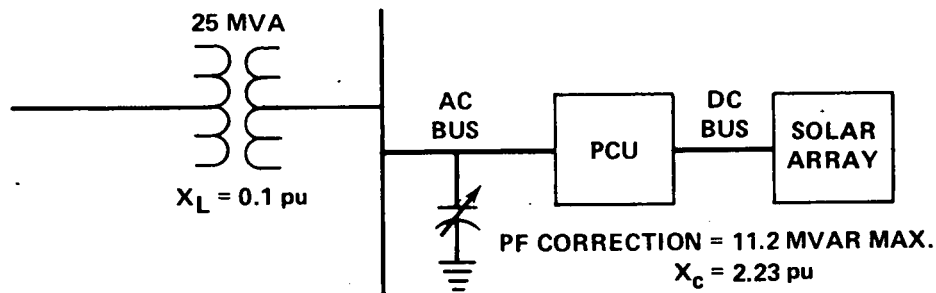 25 MVA
X_L = 0.1 pu
AC
BUS
PCU
DC
BUS
SOLAR
ARRAY
PF CORRECTION = 11.2 MVAR MAX.
X_c = 2.23 pu